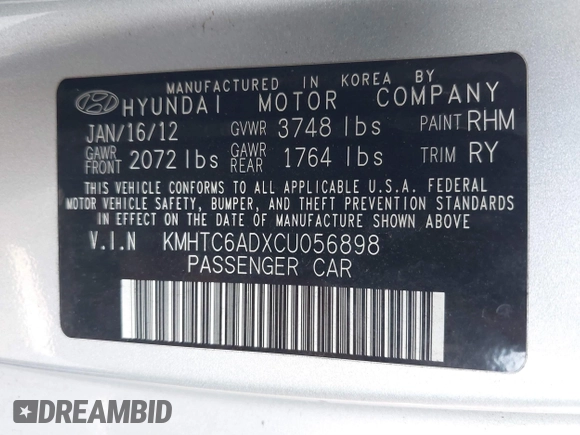 MANUFACTURED IN KOREA BY
HYUNDAI MOTOR COMPANY
JAN/16/12 GVWR 3748 lbs PAINT RHM
GAWR FRONT 2072 lbs GAWR REAR 1764 lbs TRIM RY
THIS VEHICLE CONFORMS TO ALL APPLICABLE U.S.A. FEDERAL
MOTOR VEHICLE SAFETY, BUMPER, AND THEFT PREVENTION STANDARDS
IN EFFECT ON THE DATE OF MANUFACTURE SHOWN ABOVE
V.I.N KMHTC6ADXCU056898
PASSENGER CAR
DREAMBID